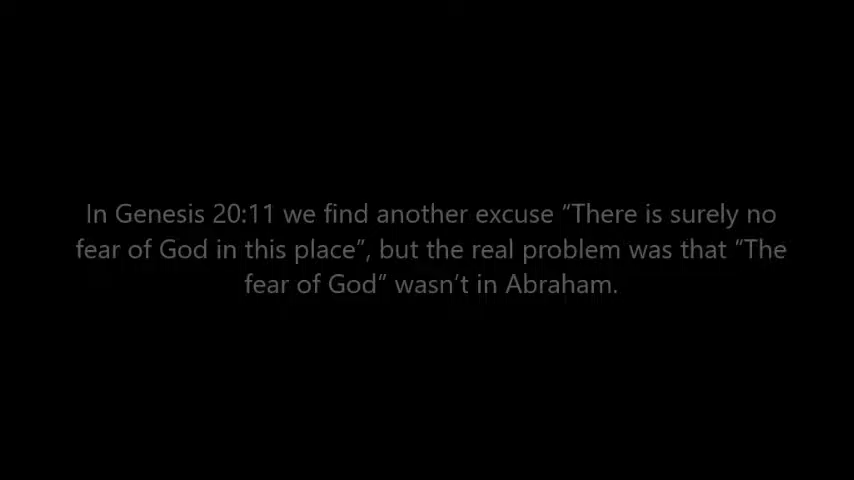 In Genesis 20:11 we find another excuse “There is surely no
fear of God in this place”, but the real problem was that “The
fear of God” wasn’t in Abraham.